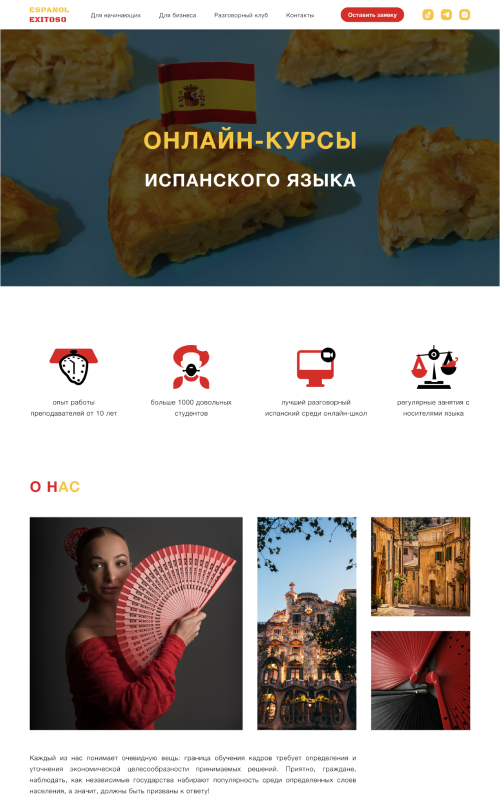 ESPANOL
EXITOSO
Для начинающих
Для бизнеса
Разговорный клуб
Контакты
Оставить заявку
ОНЛАЙН-КУРСЫ
ИСПАНСКОГО ЯЗЫКА
опыт работы
преподавателей от 10 лет
больше 1000 довольных
студентов
лучший разговорный
испанский среди онлайн-школ
регулярные занятия с
носителями языка
О НАС
Каждый из нас понимает очевидную вещь: граница обучения кадров требует определения и
уточнения экономической целесообразности принимаемых решений. Приятно, граждане,
наблюдать, как независимые государства набирают популярность среди определенных слоев
населения, а значит, должны быть призваны к ответу!